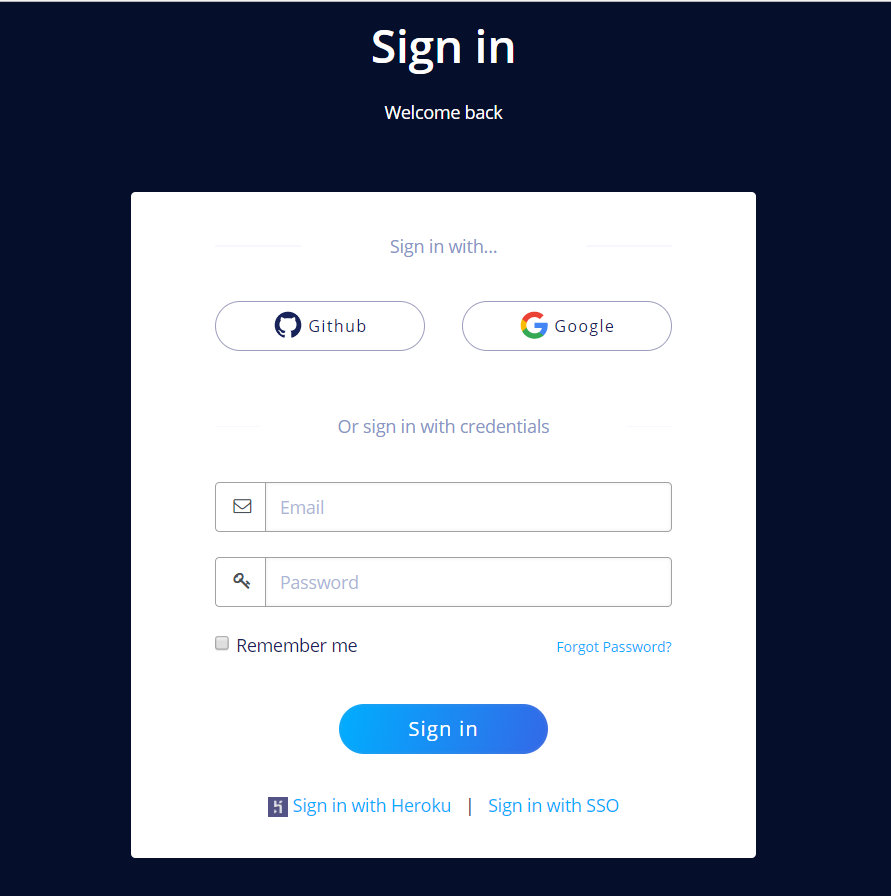 Sign in
Welcome back
Sign in with...
Github Google
Or sign in with credentials
Email
Password
Remember me Forgot Password?
Sign in
Sign in with Heroku | Sign in with SSO